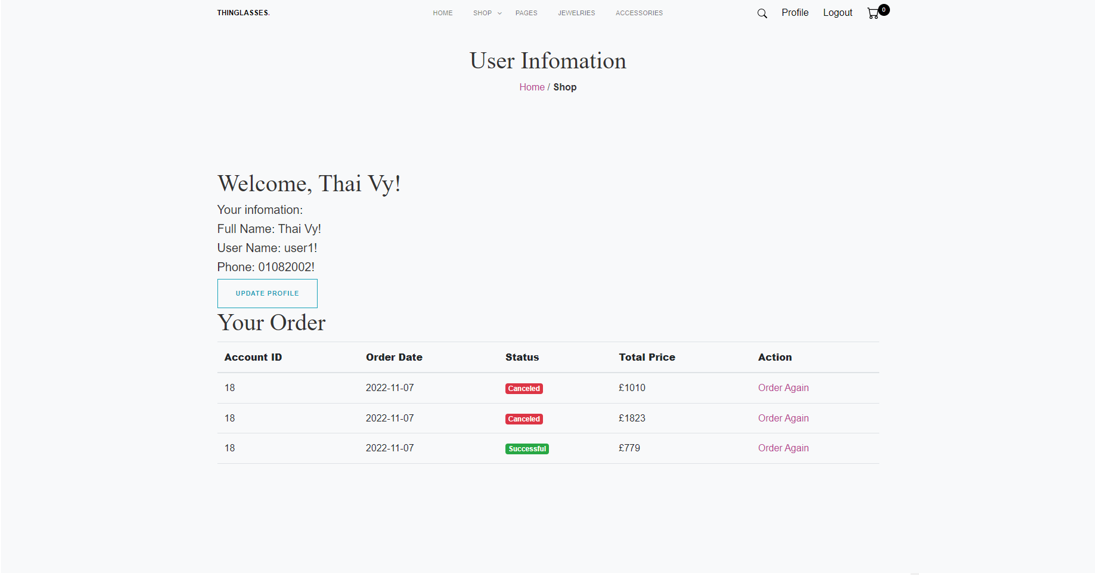 THINGLASSES. HOME SHOP PAGES JEWELRIES ACCESSORIES Profile Logout 0
User Infomation
Home / Shop
Welcome, Thai Vy!
Your infomation:
Full Name: Thai Vy!
User Name: user1!
Phone: 01082002!
UPDATE PROFILE
Your Order
Account ID Order Date Status Total Price Action
18 2022-11-07 Canceled £1010 Order Again
18 2022-11-07 Canceled £1823 Order Again
18 2022-11-07 Successful £779 Order Again